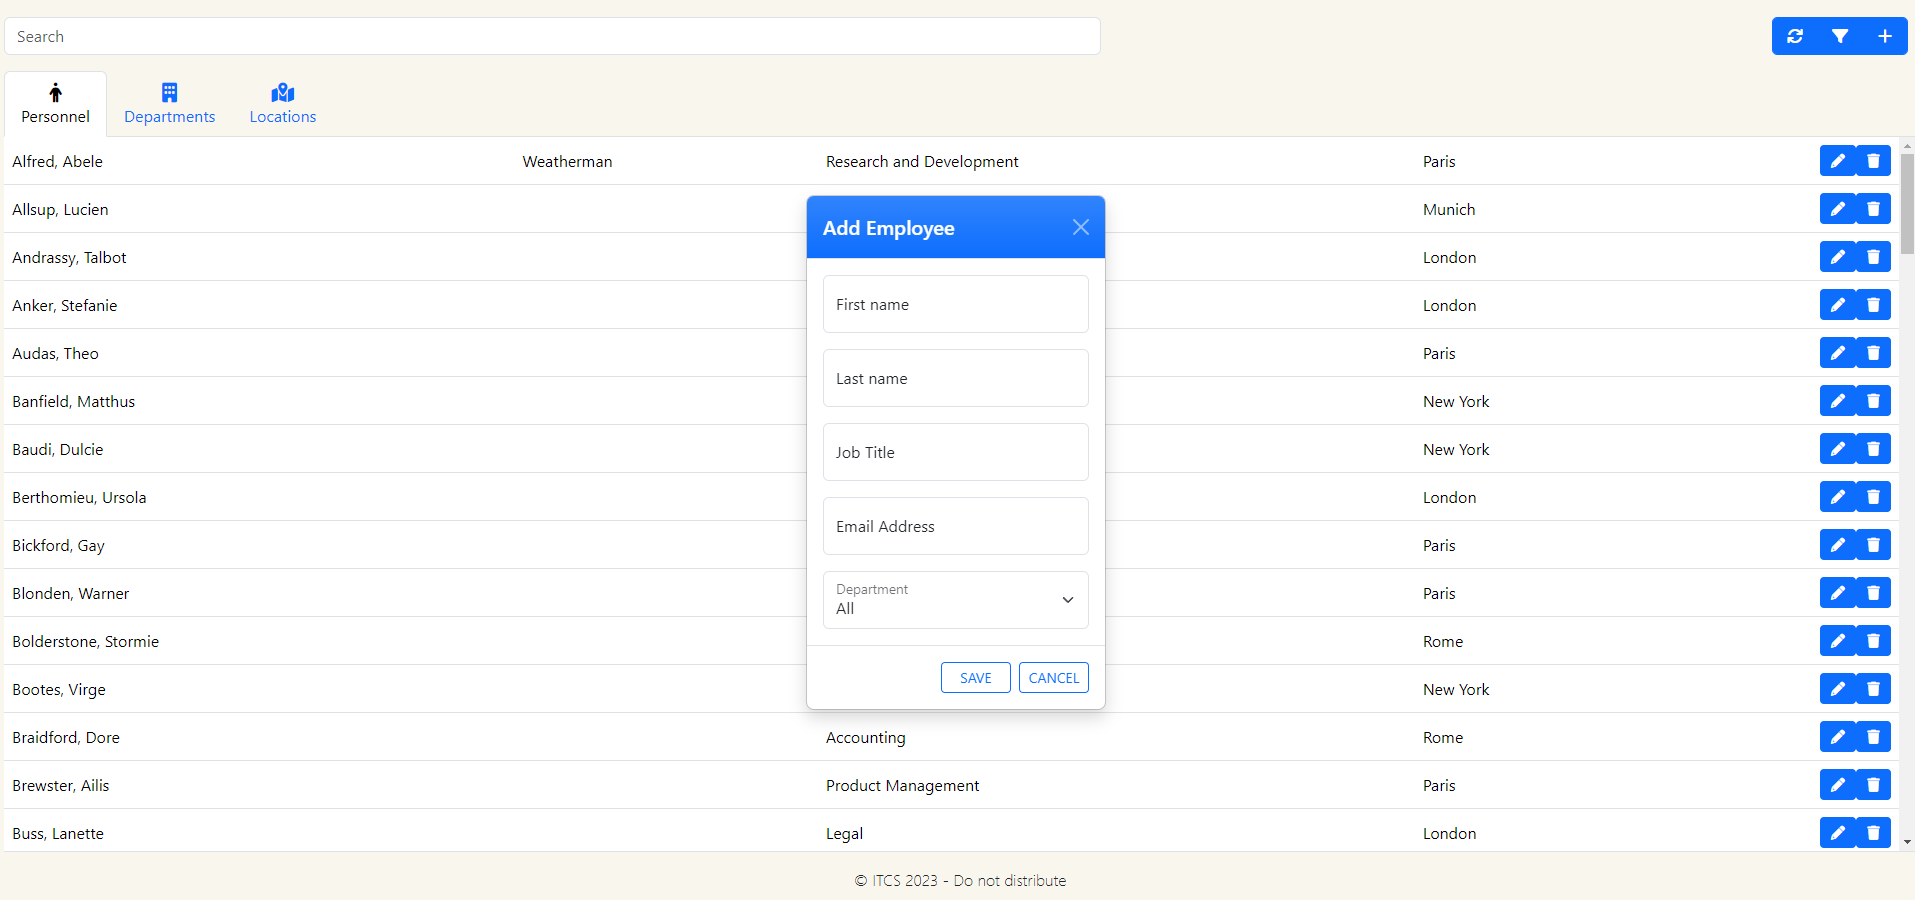 Search
Personnel
Departments
Locations
Alfred, Abele Weatherman Research and Development Paris
Allsup, Lucien Munich
Andrassy, Talbot London
Anker, Stefanie London
Audas, Theo Paris
Banfield, Matthus New York
Baudi, Dulcie New York
Berthomieu, Ursola London
Bickford, Gay Paris
Blonden, Warner Paris
Bolderstone, Stormie Rome
Bootes, Virge New York
Braidford, Dore Accounting Rome
Brewster, Ailis Product Management Paris
Buss, Lanette Legal London
Add Employee
First name
Last name
Job Title
Email Address
Department
All
SAVE CANCEL
© ITCS 2023 - Do not distribute